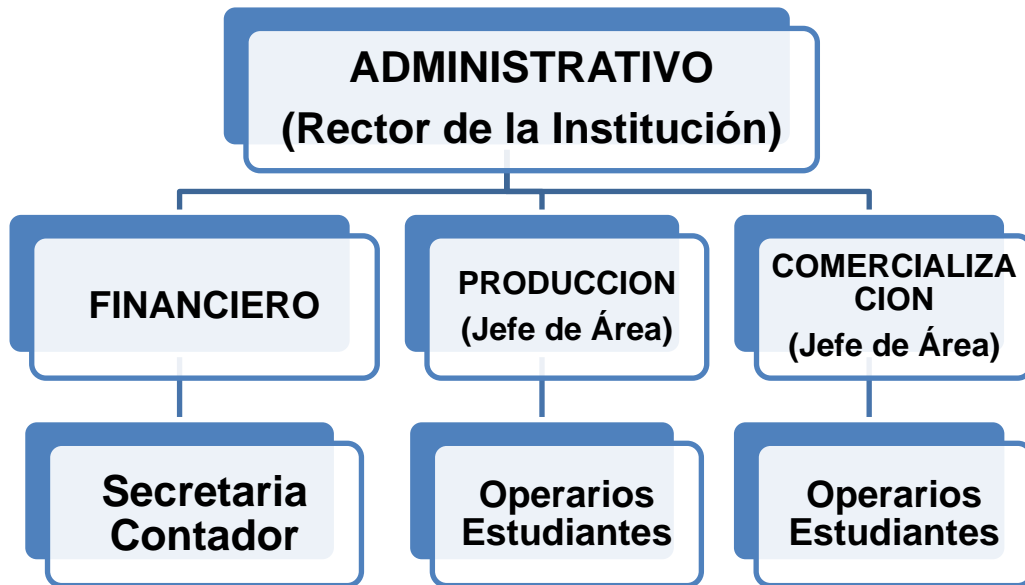 ADMINISTRATIVO
(Rector de la Institución)
FINANCIERO
PRODUCCION
(Jefe de Área)
COMERCIALIZA
CION
(Jefe de Área)
Secretaria
Contador
Operarios
Estudiantes
Operarios
Estudiantes